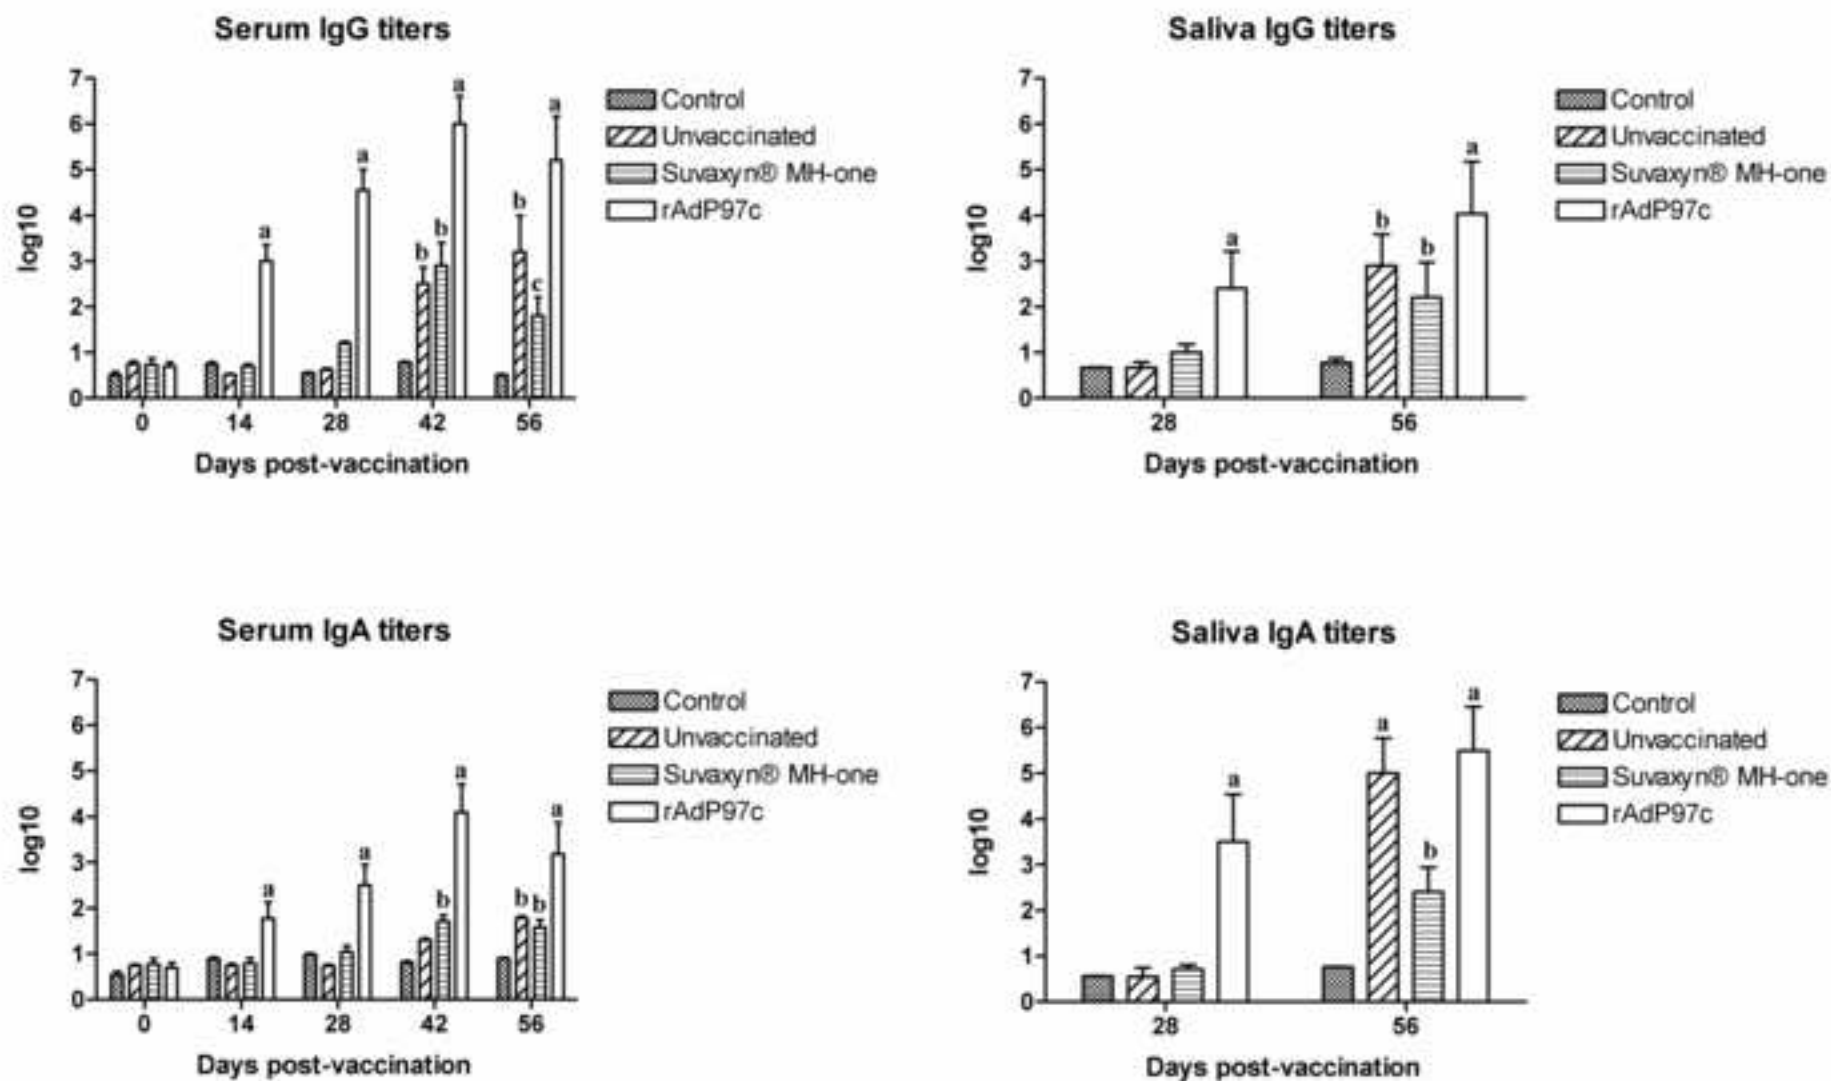 Serum IgG titers
7
6
5
4
3
2
1
0
log10
a
a
a
b
b
a
b
c
a
0 14 28 42 56
Days post-vaccination
Control
Unvaccinated
Suvaxyn® MH-one
rAdP97c
Saliva IgG titers
7
6
5
4
3
2
1
0
log10
a
b
b
a
28 56
Days post-vaccination
Control
Unvaccinated
Suvaxyn® MH-one
rAdP97c
Serum IgA titers
7
6
5
4
3
2
1
0
log10
a
a
b
a
b
b
a
0 14 28 42 56
Days post-vaccination
Control
Unvaccinated
Suvaxyn® MH-one
rAdP97c
Saliva IgA titers
7
6
5
4
3
2
1
0
log10
a
a
b
a
28 56
Days post-vaccination
Control
Unvaccinated
Suvaxyn® MH-one
rAdP97c